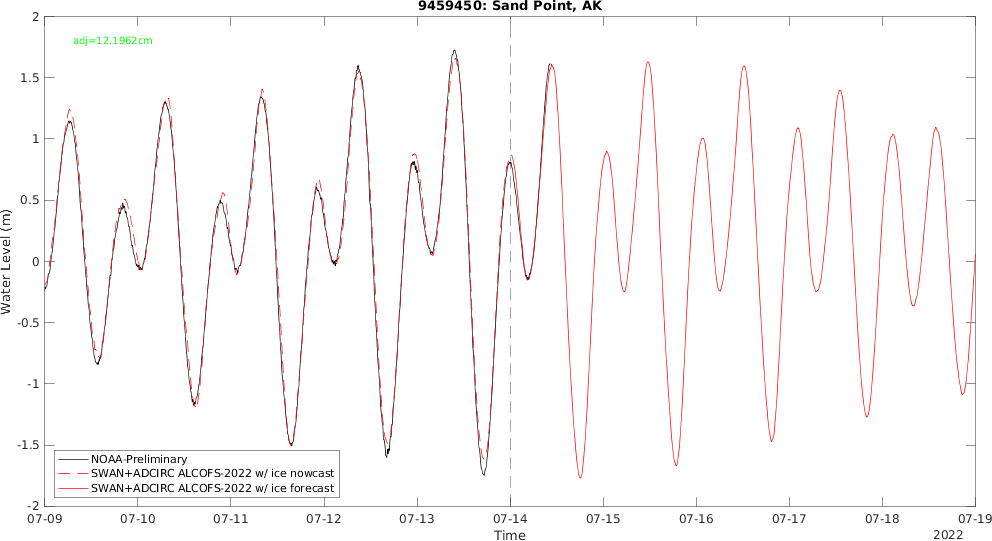 9459450: Sand Point, AK
adj=12.1962cm
2
1.5
1
0.5
0
-0.5
-1
-1.5
-2
Water Level (m)
NOAA-Preliminary
SWAN+ADCIRC ALCOFS-2022 w/ ice nowcast
SWAN+ADCIRC ALCOFS-2022 w/ ice forecast
07-09 07-10 07-11 07-12 07-13 07-14 07-15 07-16 07-17 07-18 07-19
Time
2022